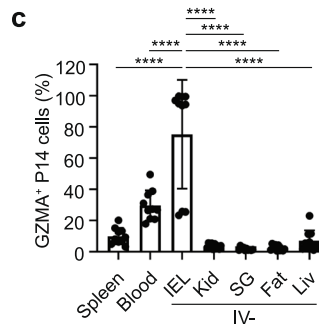 c
****
****
**** ****
**** ****
GZMA⁺ P14 cells (%)
120
100
80
60
40
20
0
Spleen Blood IEL Kid SG Fat Liv
IV-